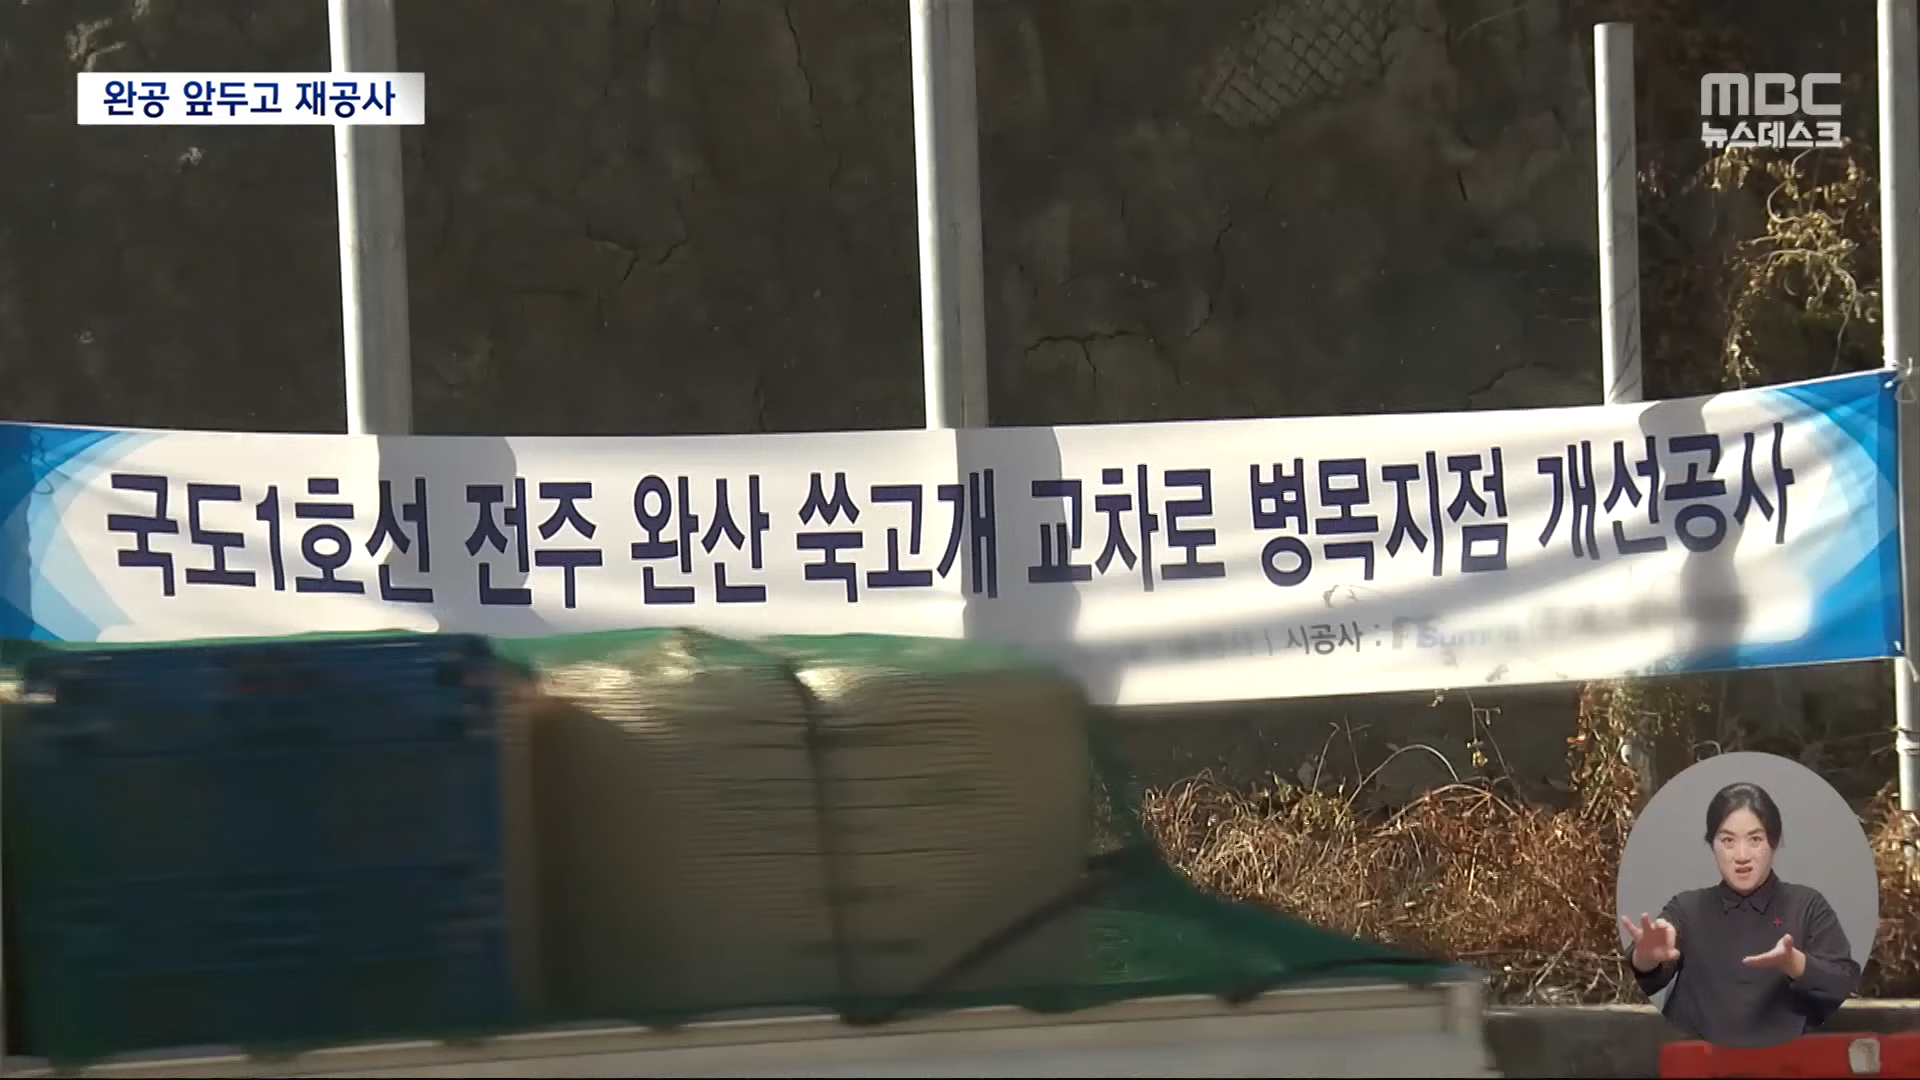 완공 앞두고 재공사
MBC
뉴스데스크
국도1호선 전주 완산 쑥고개 교차로 병목지점 개선공사
시공사 :